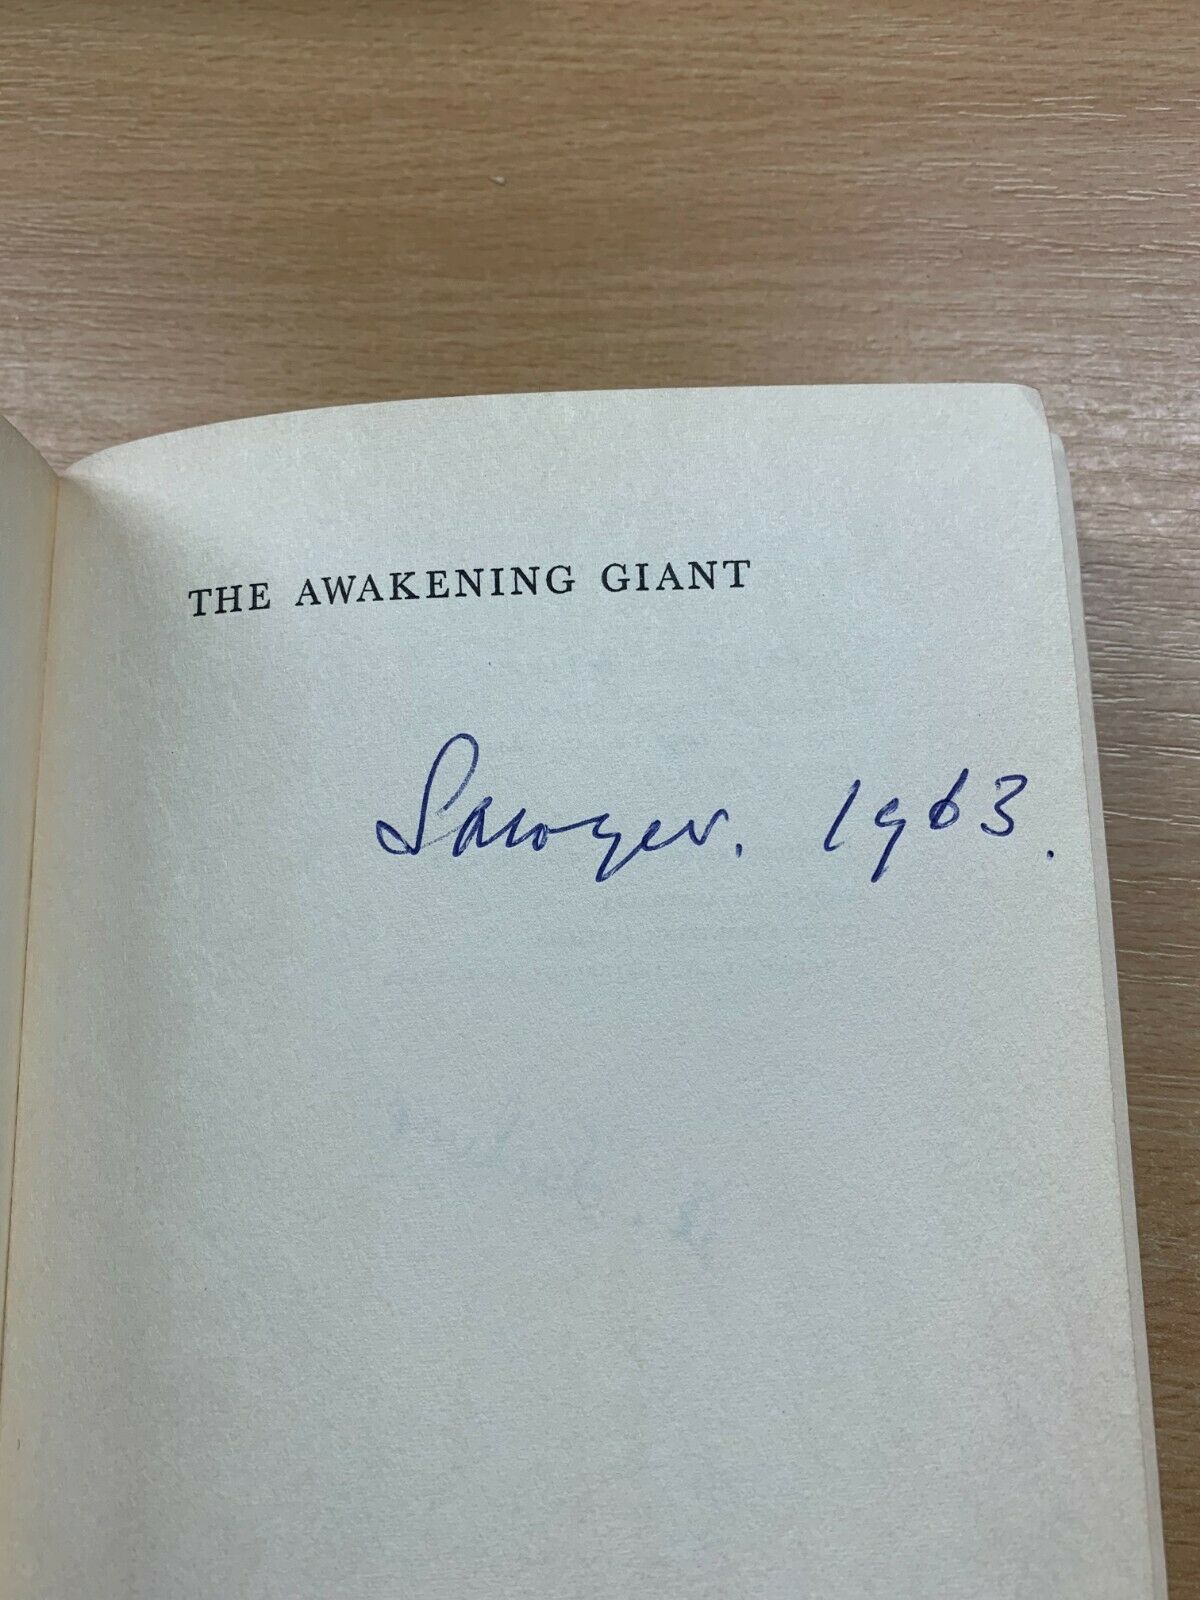 THE AWAKENING GIANT
Sawyer. 1963.